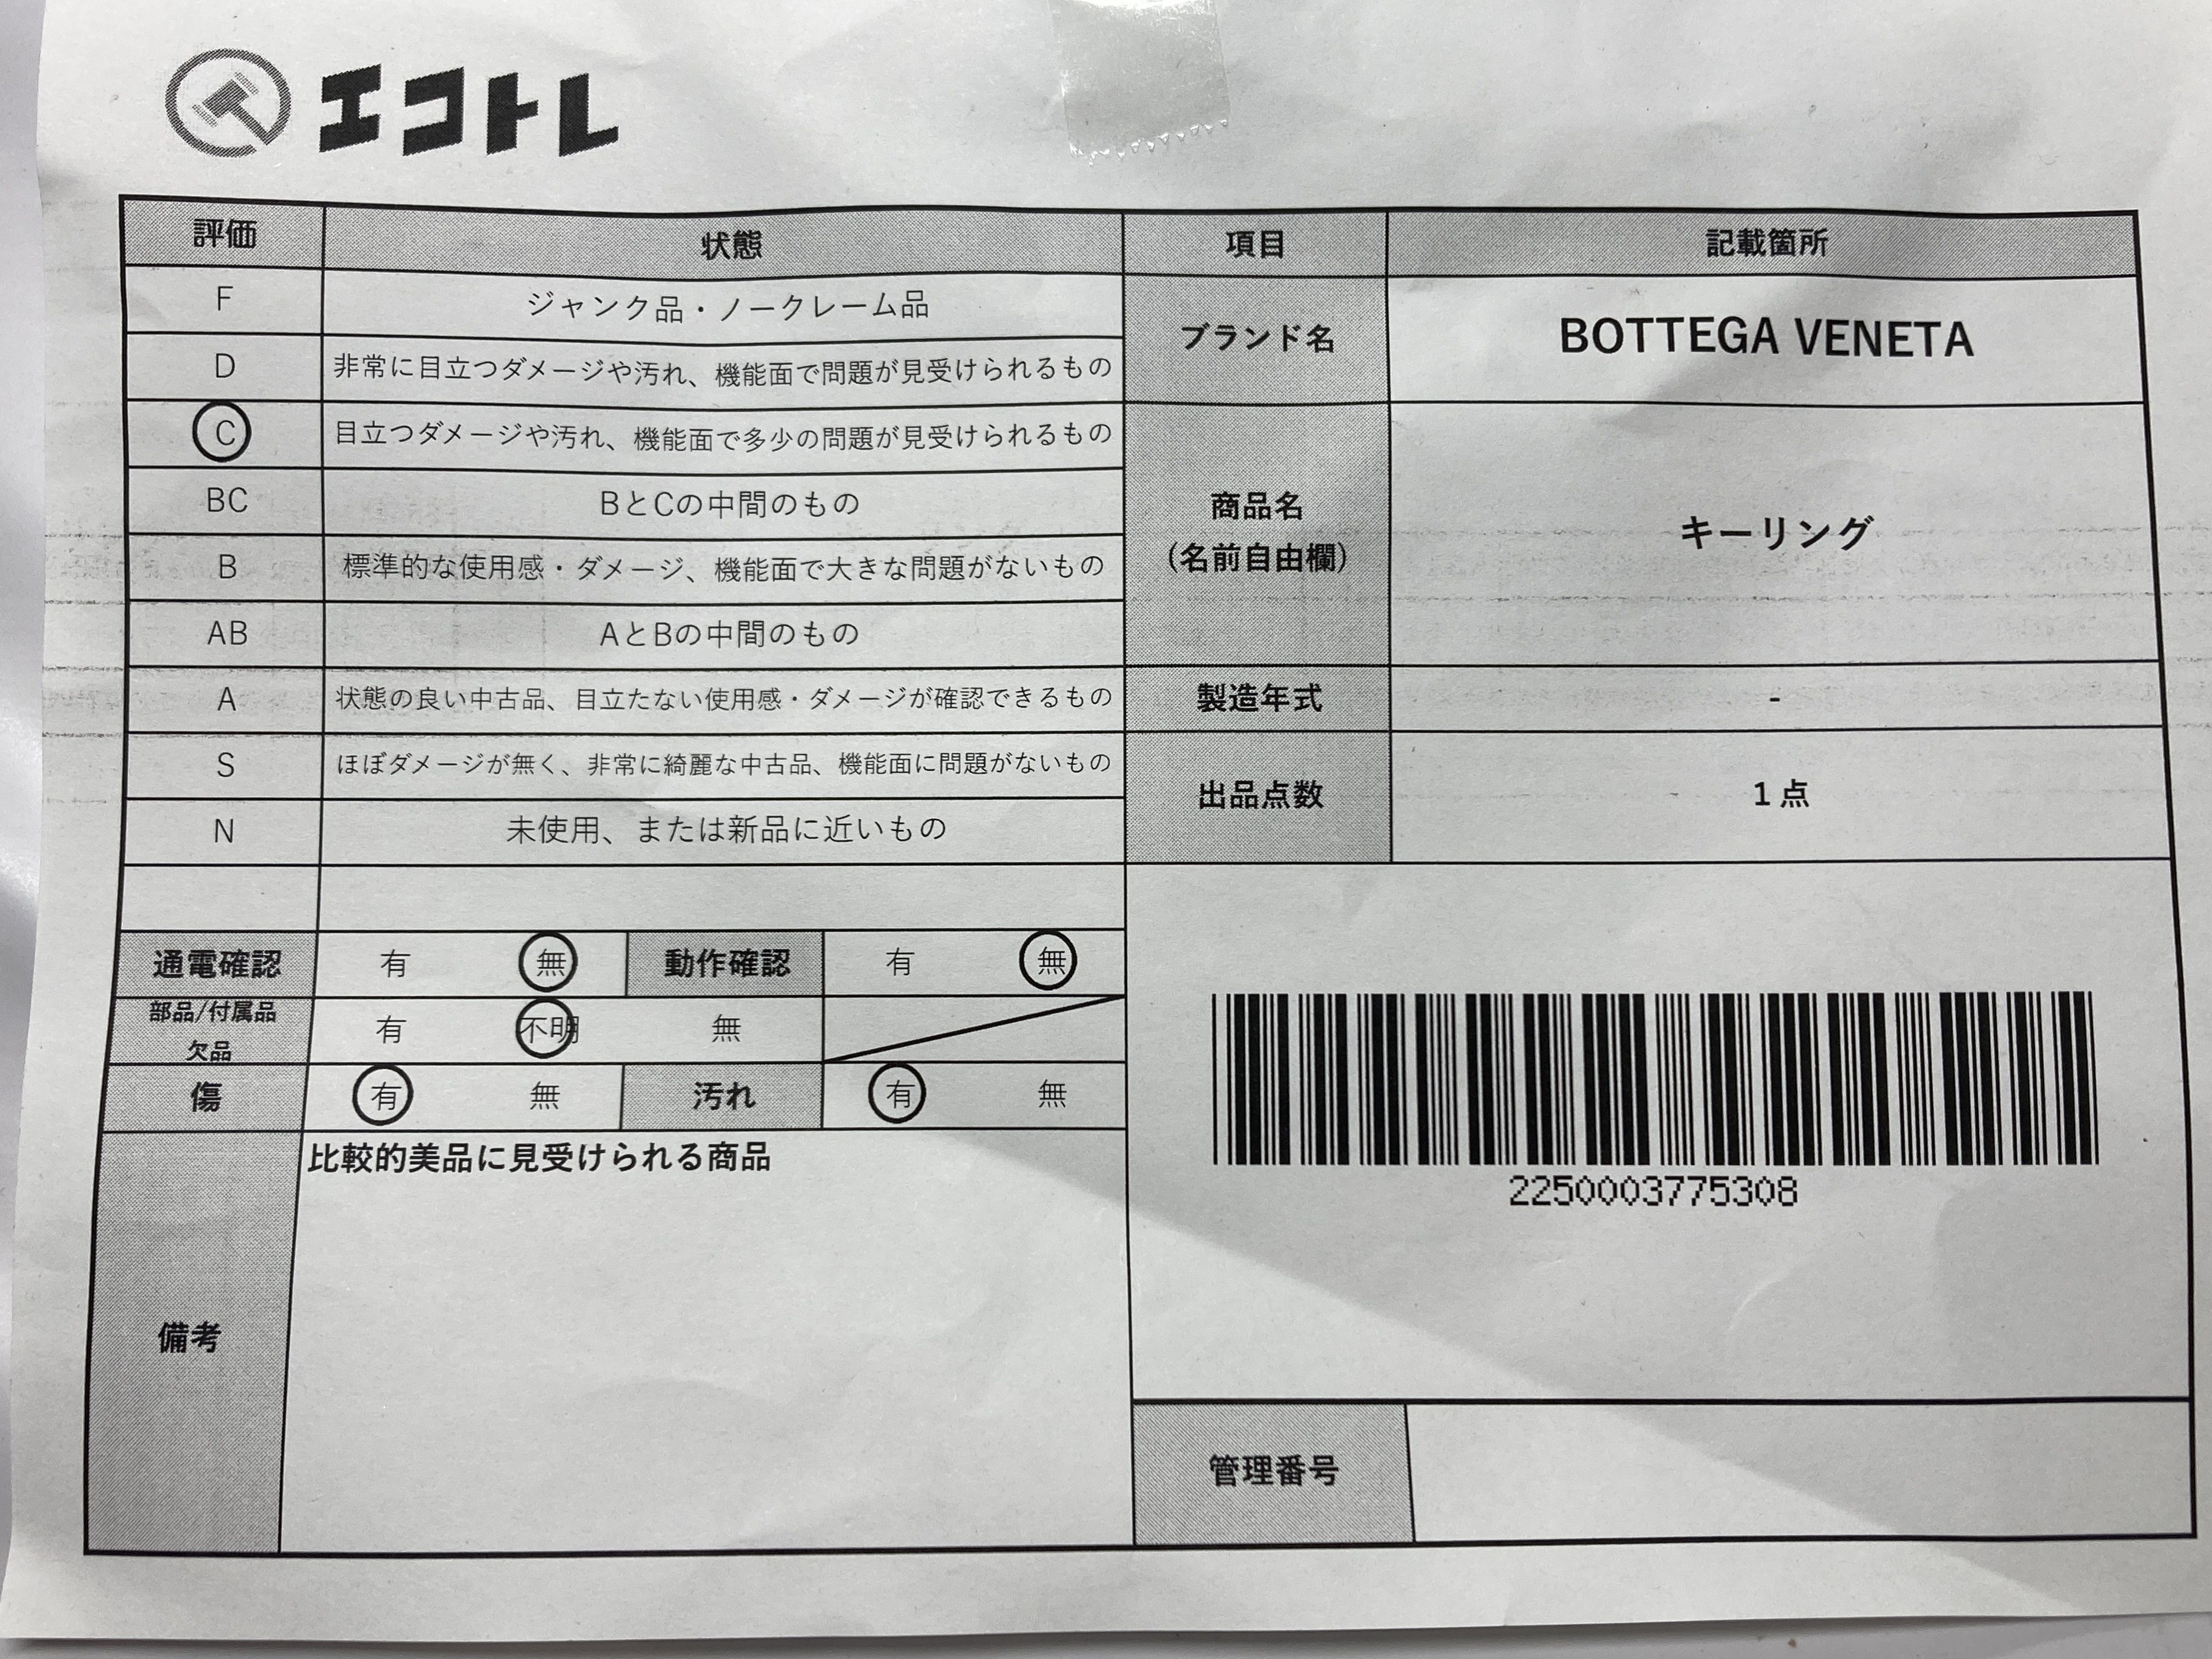 エコトレ
評価 状態 項目 記載箇所
F ジャンク品・ノークレーム品
D 非常に目立つダメージや汚れ、機能面で問題が見受けられるもの
C 目立つダメージや汚れ、機能面で多少の問題が見受けられるもの
BC BとCの中間のもの
B 標準的な使用感・ダメージ、機能面で大きな問題がないもの
AB AとBの中間のもの
A 状態の良い中古品、目立たない使用感・ダメージが確認できるもの
S ほぼダメージが無く、非常に綺麗な中古品、機能面に問題がないもの
N 未使用、または新品に近いもの
ブランド名 BOTTEGA VENETA
商品名
(名前自由欄)
キーリング
製造年式 -
出品点数 1 点
通電確認 有 無 動作確認 有 無
部品/付属品
欠品
有 不明 無
傷 有 無 汚れ 有 無
備考
比較的美品に見受けられる商品
2250003775308
管理番号